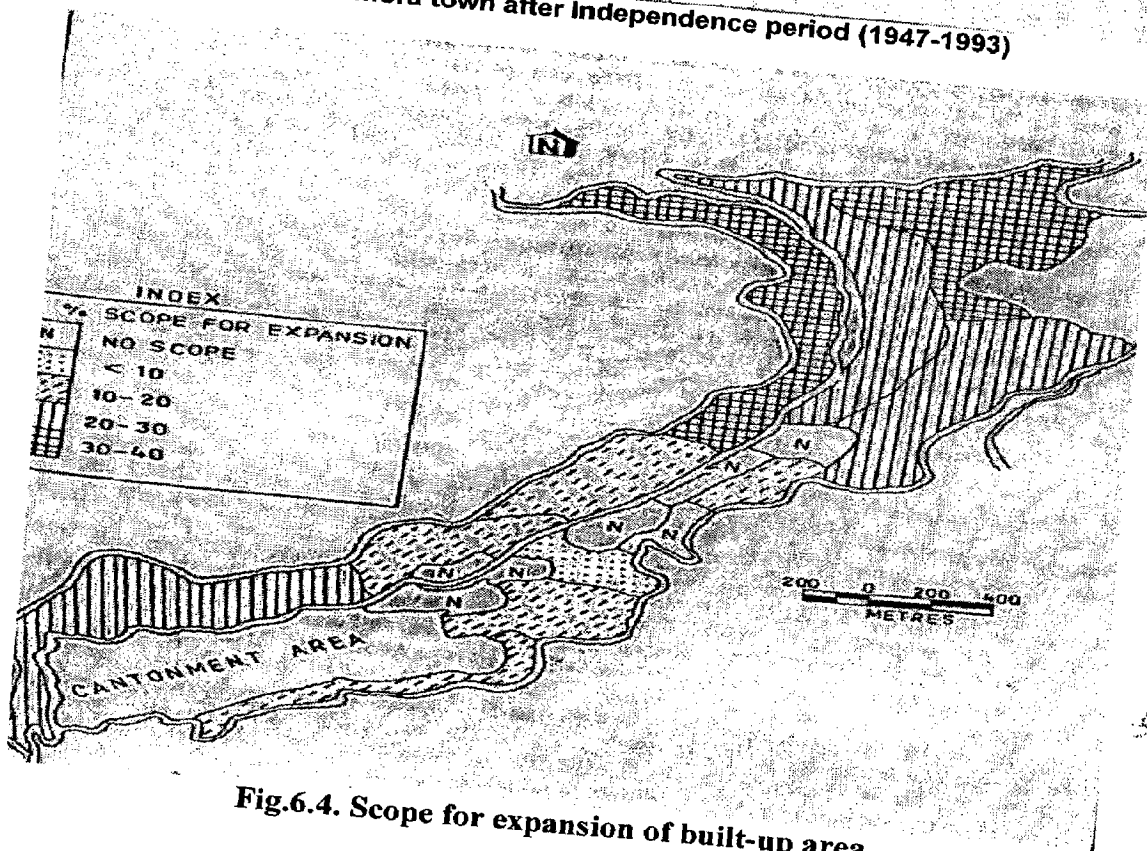 town after Independence period (1947-1993)
N
INDEX
% SCOPE FOR EXPANSION
N NO SCOPE
< 10
10-20
20-30
30-40
N
N
N
N
N
N
N
CANTONMENT AREA
200 0 200 400
METRES
Fig.6.4. Scope for expansion of built-up area